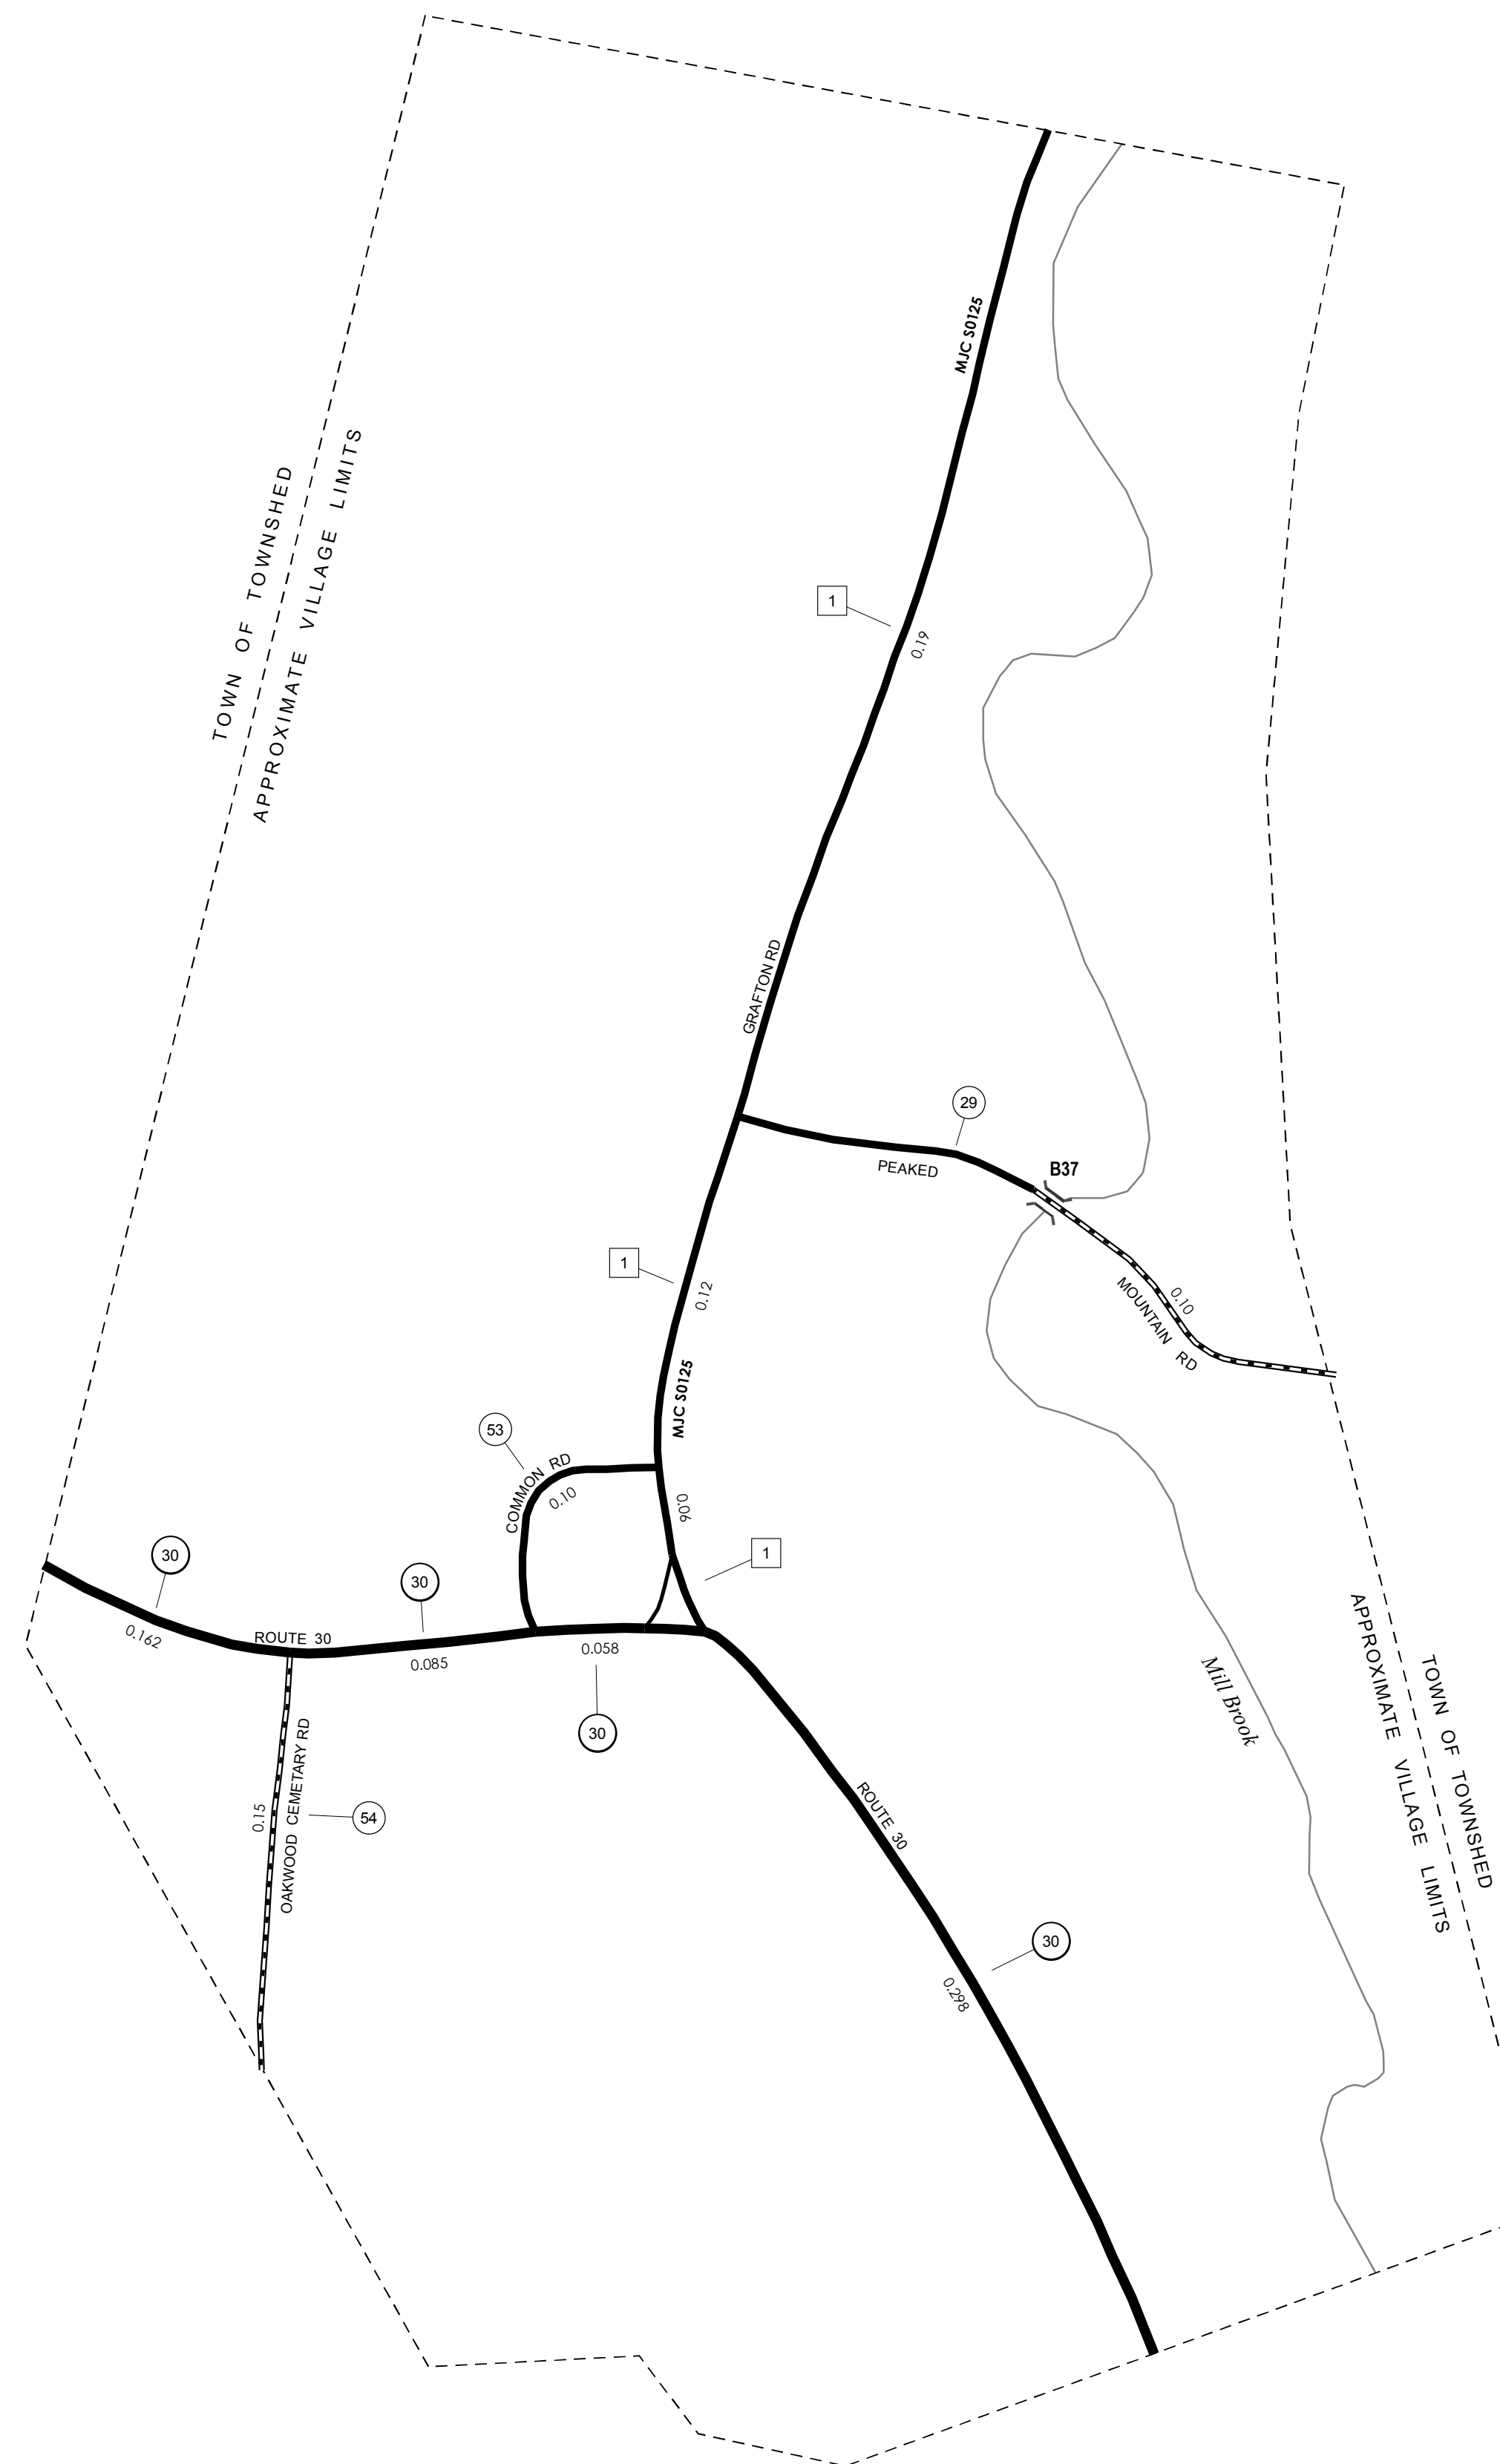 MJC S0125
TOWN OF TOWNSHED
APPROXIMATE VILLAGE LIMITS
1
0.19
GRAFTON RD
29
PEAKED
B37
1
0.12
0.10
MOUNTAIN RD
MJC S0125
53
COMMON RD
0.10
0.06
1
30
30
0.162
ROUTE 30
0.085
0.058
30
Mill Brook
APPROXIMATE VILLAGE LIMITS
TOWN OF TOWNSHED
0.15
OAKWOOD CEMETARY RD
54
ROUTE 30
30
0.298